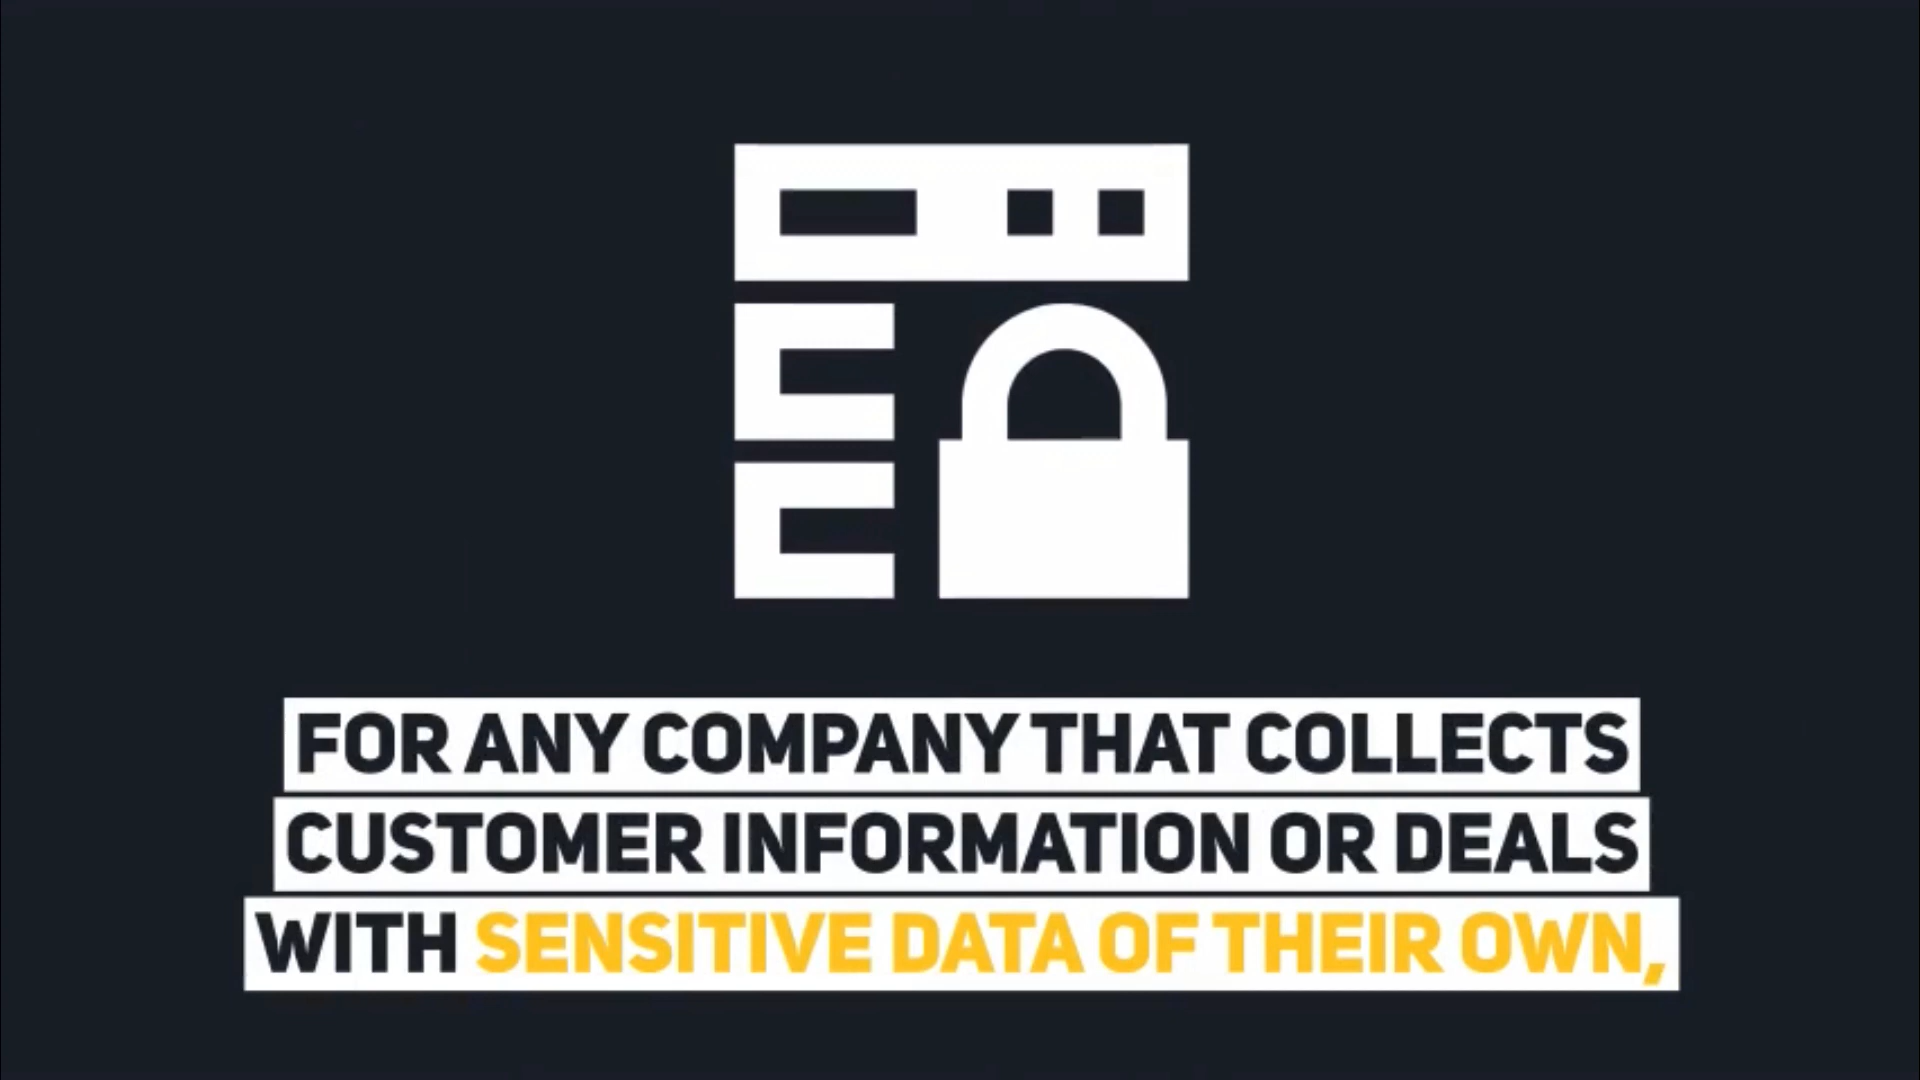 FOR ANY COMPANY THAT COLLECTS
CUSTOMER INFORMATION OR DEALS
WITH SENSITIVE DATA OF THEIR OWN,